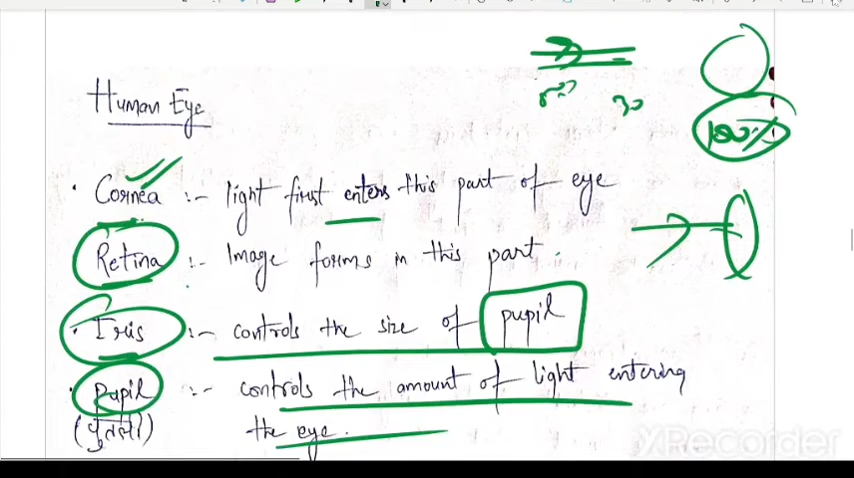 Human Eye
100%
30
· Cornea :- light first enters this part of eye
Retina :- Image forms in this part.
· Iris :- controls the size of pupil
· Pupil :- controls the amount of light entering
(पुतली) the eye.
XRecorder